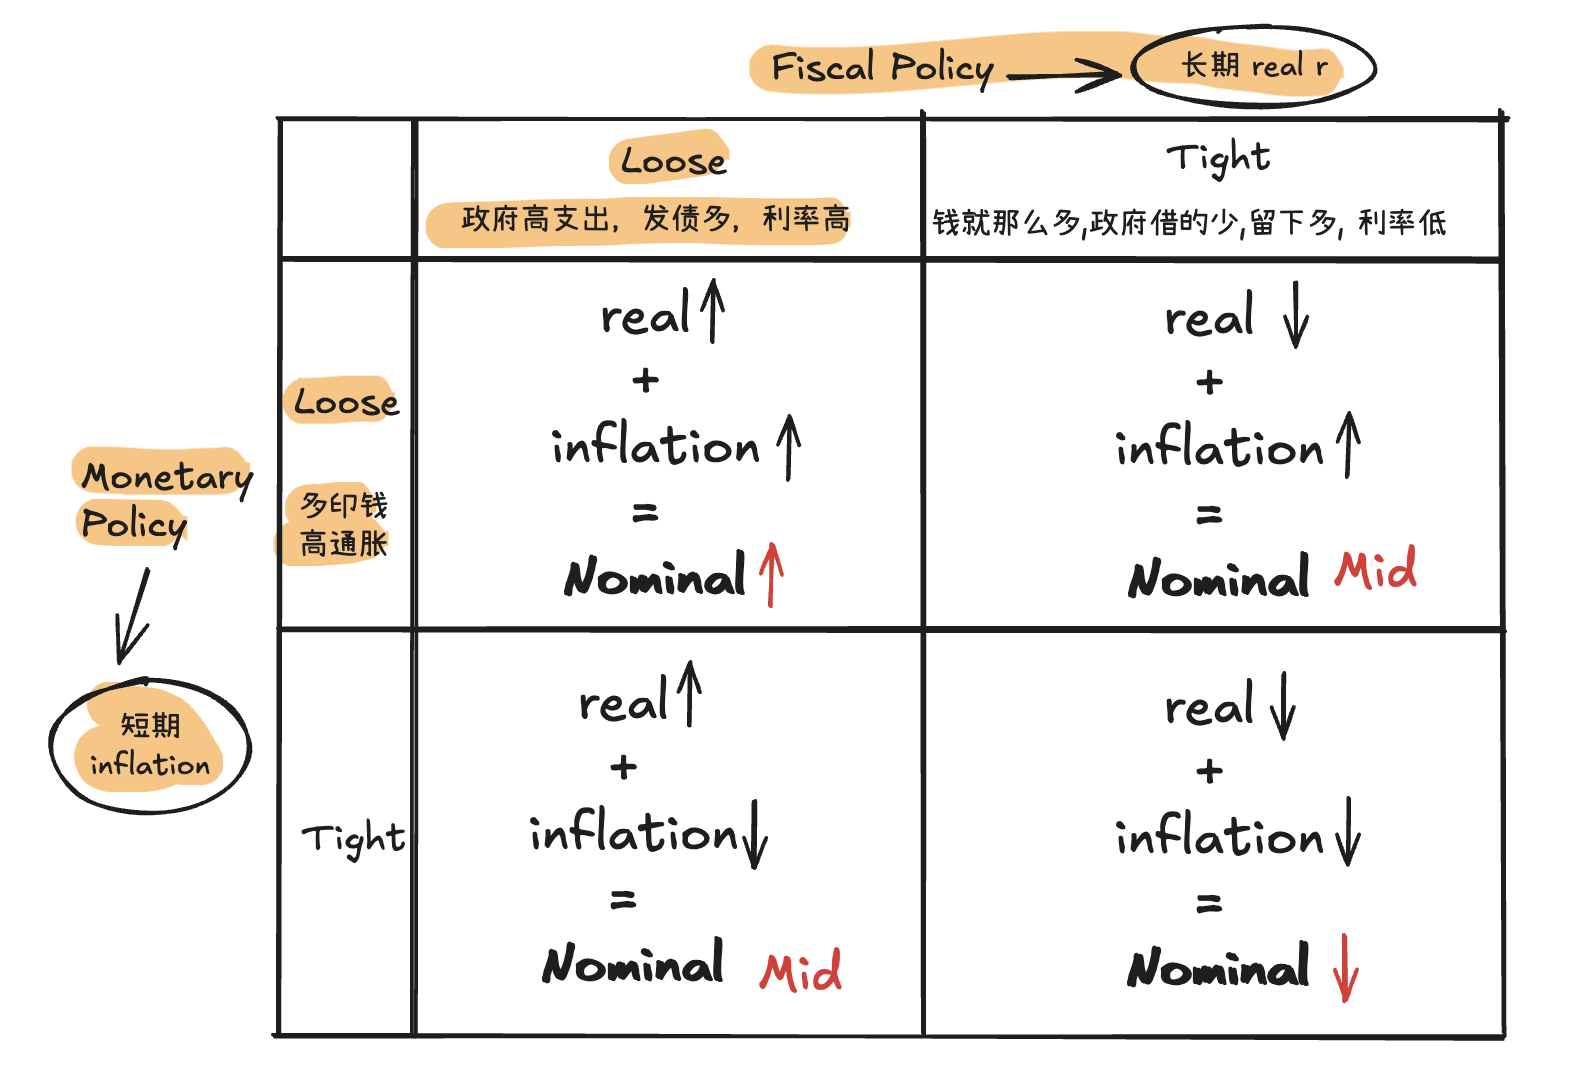 Fiscal Policy → 长期 real r
Loose
Tight
政府高支出，发债多，利率高
钱就那么多,政府借的少,留下多，利率低
Monetary
Policy
短期
inflation
Loose
多印钱
高通胀
real ↑
+
inflation ↑
=
Nominal ↑
real ↓
+
inflation ↑
=
Nominal Mid
Tight
real ↑
+
inflation ↓
=
Nominal Mid
real ↓
+
inflation ↓
=
Nominal ↓